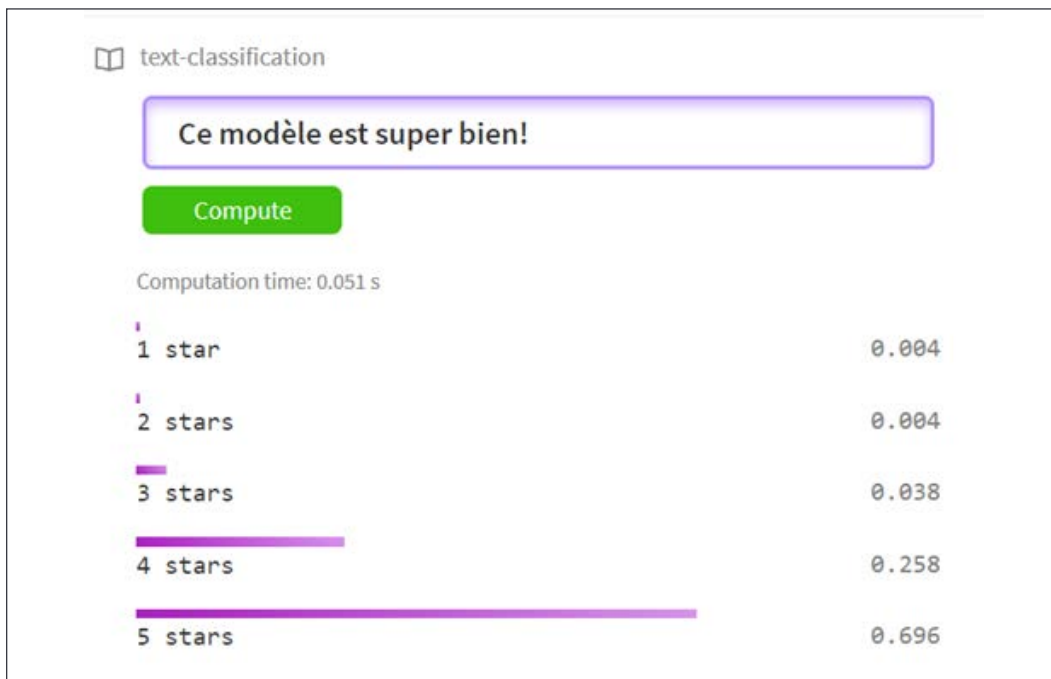 text-classification
Ce modèle est super bien!
Compute
Computation time: 0.051 s
1 star 0.004
2 stars 0.004
3 stars 0.038
4 stars 0.258
5 stars 0.696